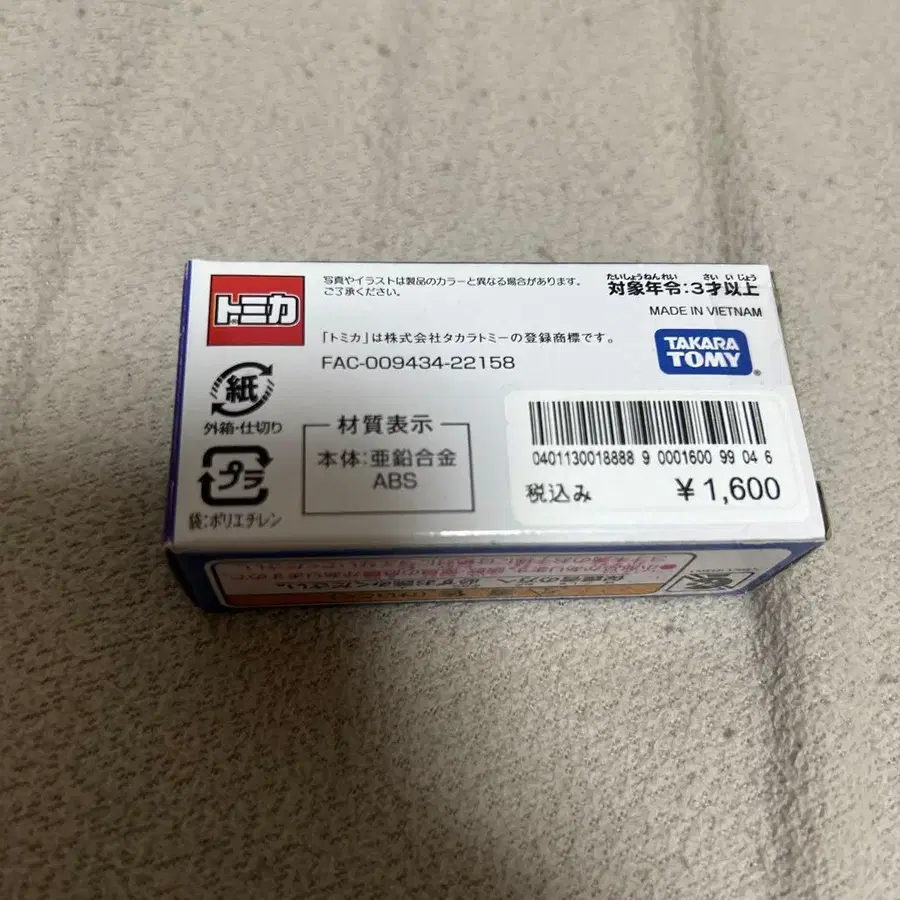 トミカ
写真やイラストは製品のカラーと異なる場合があります。
ご了承ください。
「トミカ」は株式会社タカラトミーの登録商標です。
FAC-009434-22158
たいしょうねんれい さい いじょう
対象年令:3才以上
MADE IN VIETNAM
TAKARA
TOMY
紙
外箱・仕切り
プラ
袋:ポリエチレン
材質表示
本体:亜鉛合金
ABS
0401130018888 9 0001600 99 04 6
税込み ¥1,600